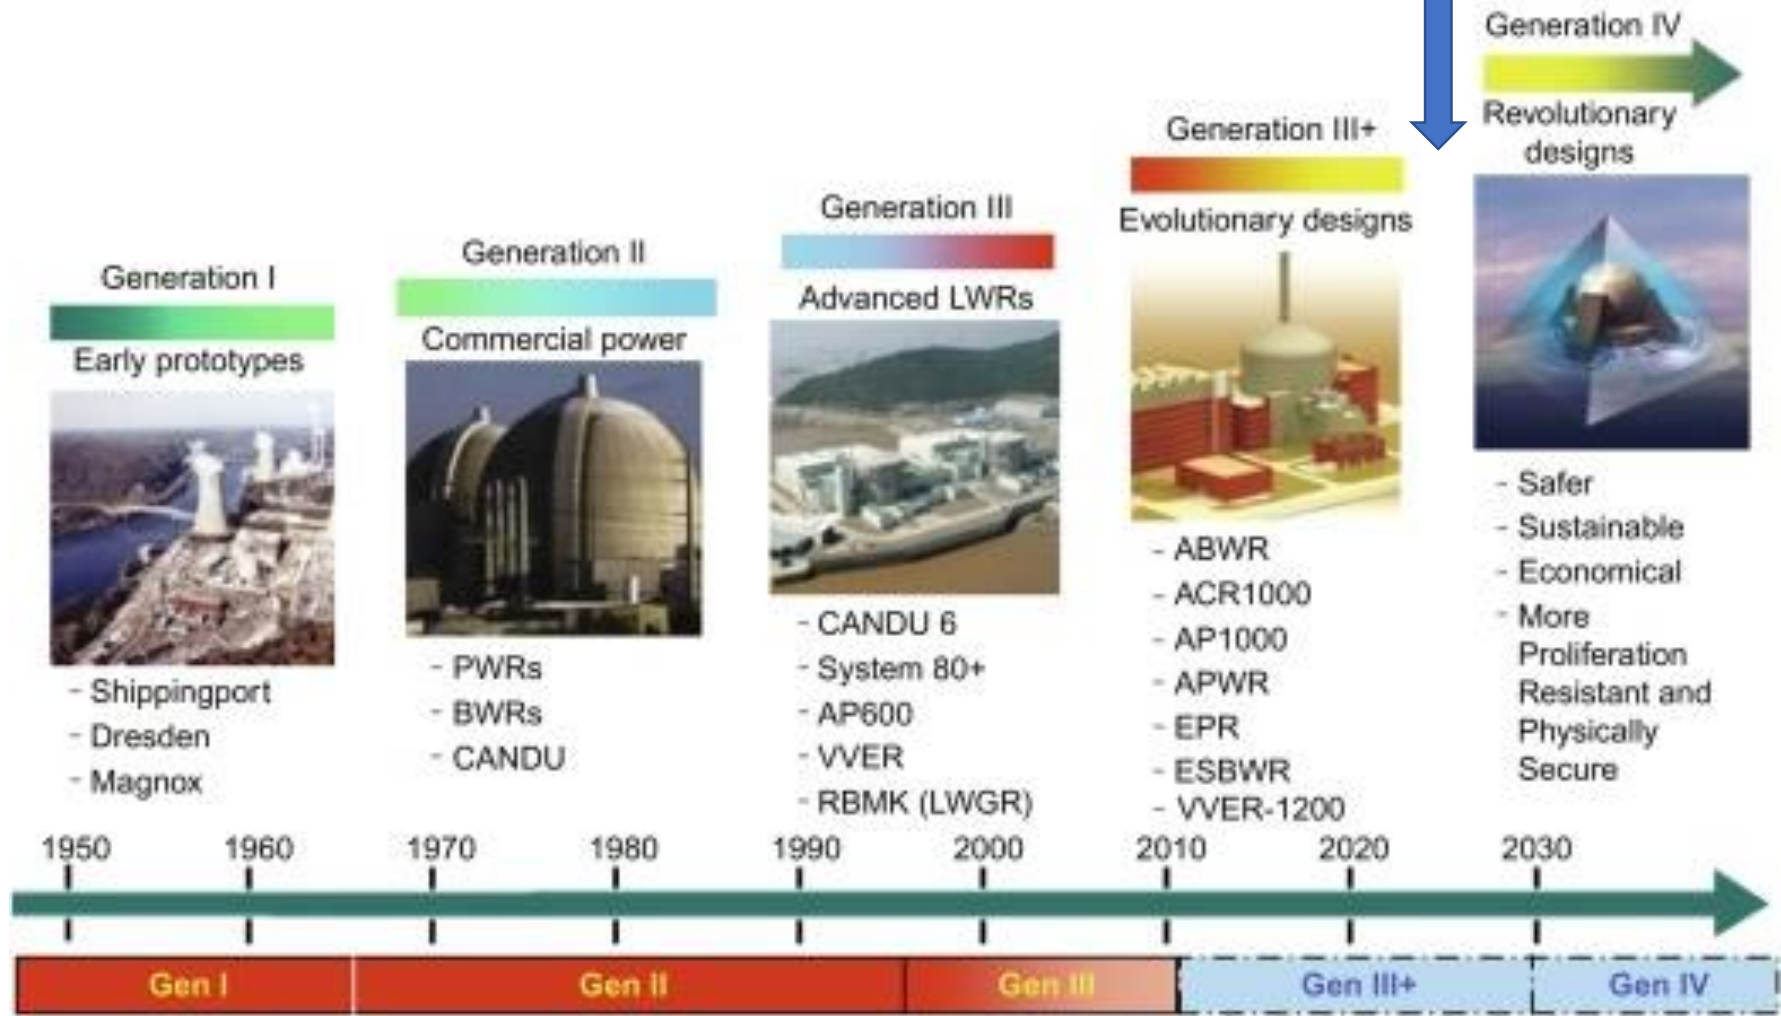 Generation I
Early prototypes
- Shippingport
- Dresden
- Magnox
Generation II
Commercial power
- PWRs
- BWRs
- CANDU
Generation III
Advanced LWRs
- CANDU 6
- System 80+
- AP600
- VVER
- RBMK (LWGR)
Generation III+
Evolutionary designs
- ABWR
- ACR1000
- AP1000
- APWR
- EPR
- ESBWR
- VVER-1200
Generation IV
Revolutionary
designs
- Safer
- Sustainable
- Economical
- More
Proliferation
Resistant and
Physically
Secure
1950 1960 1970 1980 1990 2000 2010 2020 2030
Gen I Gen II Gen III Gen III+ Gen IV